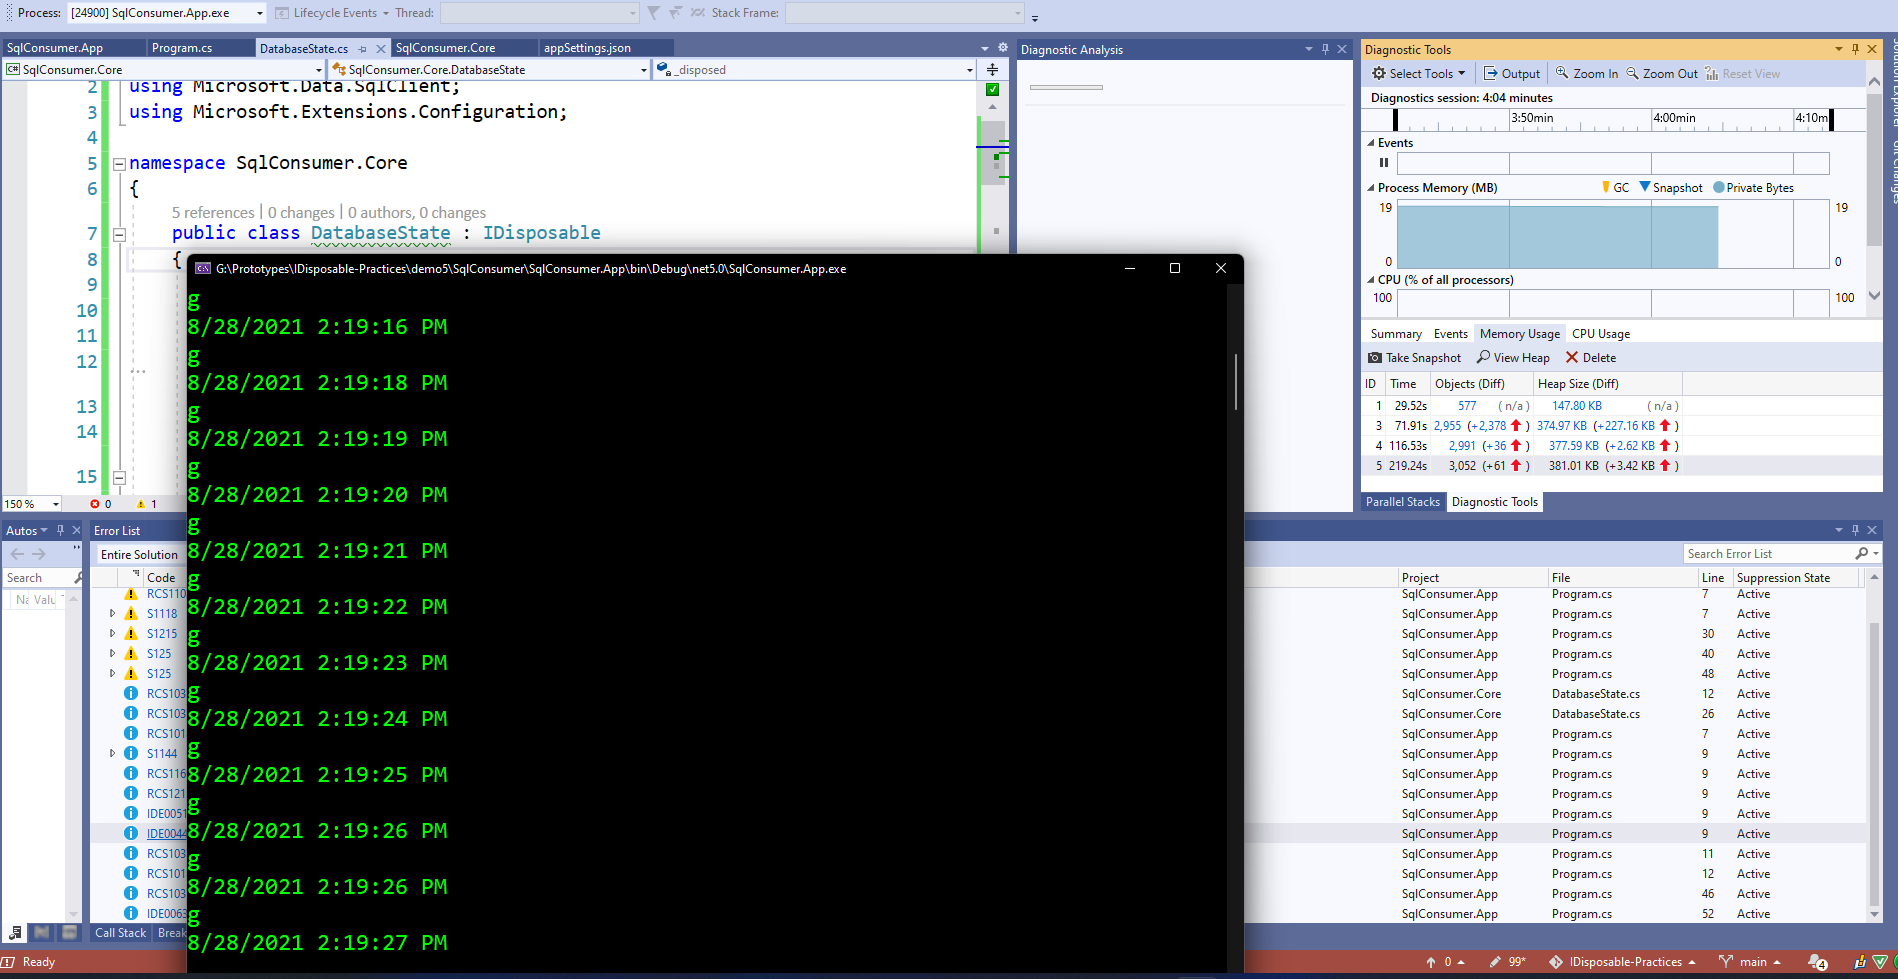 Process: [24900] SqlConsumer.App.exe Lifecycle Events Thread: Stack Frame:
SqlConsumer.App Program.cs DatabaseState.cs SqlConsumer.Core appSettings.json
SqlConsumer.Core SqlConsumer.Core.DatabaseState _disposed
2 using Microsoft.Data.SqlClient;
3 using Microsoft.Extensions.Configuration;
4
5 namespace SqlConsumer.Core
6 {
5 references | 0 changes | 0 authors, 0 changes
7 public class DatabaseState : IDisposable
8 {
9
10
11
12
...
13
14
15
150 % 0 1
G:\Prototypes\IDisposable-Practices\demo5\SqlConsumer\SqlConsumer.App\bin\Debug\net5.0\SqlConsumer.App.exe
g
8/28/2021 2:19:16 PM
g
8/28/2021 2:19:18 PM
g
8/28/2021 2:19:19 PM
g
8/28/2021 2:19:20 PM
g
8/28/2021 2:19:21 PM
g
8/28/2021 2:19:22 PM
g
8/28/2021 2:19:23 PM
g
8/28/2021 2:19:24 PM
g
8/28/2021 2:19:25 PM
g
8/28/2021 2:19:26 PM
g
8/28/2021 2:19:26 PM
g
8/28/2021 2:19:27 PM
Diagnostic Analysis
Diagnostic Tools
Select Tools Output Zoom In Zoom Out Reset View
Diagnostics session: 4:04 minutes
3:50min 4:00min 4:10m
Events
Process Memory (MB) GC Snapshot Private Bytes
19 19
0 0
CPU (% of all processors)
100 100
Summary Events Memory Usage CPU Usage
Take Snapshot View Heap Delete
ID Time Objects (Diff) Heap Size (Diff)
1 29.52s 577 (n/a) 147.80 KB (n/a)
3 71.91s 2,955 (+2,378) 374.97 KB (+227.16 KB)
4 116.53s 2,991 (+36) 377.59 KB (+2.62 KB)
5 219.24s 3,052 (+61) 381.01 KB (+3.42 KB)
Parallel Stacks Diagnostic Tools
Autos
Search
Error List
Entire Solution
Search Error List
Code Project File Line Suppression State
RCS110 SqlConsumer.App Program.cs 7 Active
S1118 SqlConsumer.App Program.cs 7 Active
S1215 SqlConsumer.App Program.cs 30 Active
S125 SqlConsumer.App Program.cs 40 Active
S125 SqlConsumer.App Program.cs 48 Active
RCS103 SqlConsumer.Core DatabaseState.cs 12 Active
RCS103 SqlConsumer.Core DatabaseState.cs 26 Active
RCS101 SqlConsumer.App Program.cs 7 Active
S1144 SqlConsumer.App Program.cs 9 Active
RCS116 SqlConsumer.App Program.cs 9 Active
RCS121 SqlConsumer.App Program.cs 9 Active
IDE0051 SqlConsumer.App Program.cs 9 Active
IDE0044 SqlConsumer.App Program.cs 9 Active
RCS103 SqlConsumer.App Program.cs 11 Active
RCS101 SqlConsumer.App Program.cs 12 Active
RCS103 SqlConsumer.App Program.cs 46 Active
IDE0063 SqlConsumer.App Program.cs 52 Active
Call Stack Break
Ready 0 99* IDisposable-Practices main 4